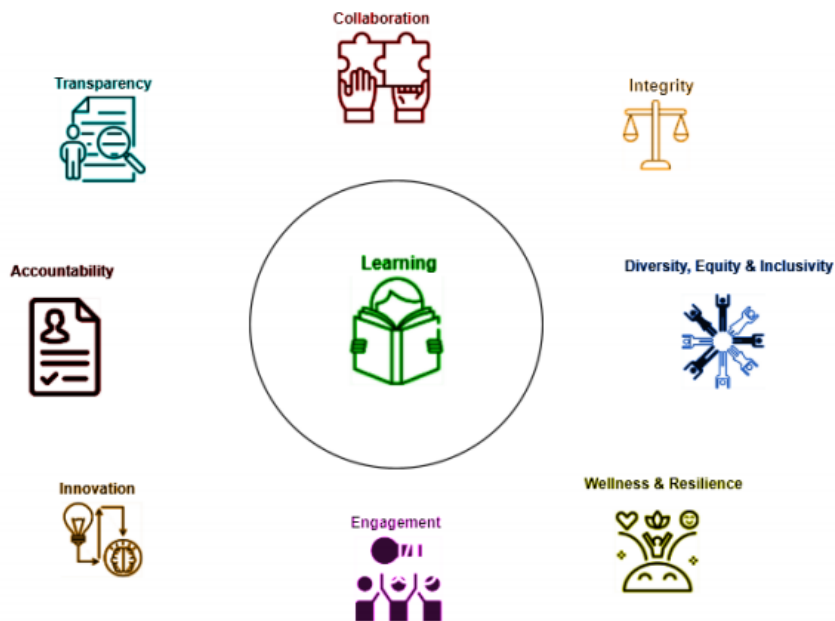 Collaboration
Transparency
Integrity
Learning
Accountability
Diversity, Equity & Inclusivity
Innovation
Wellness & Resilience
Engagement